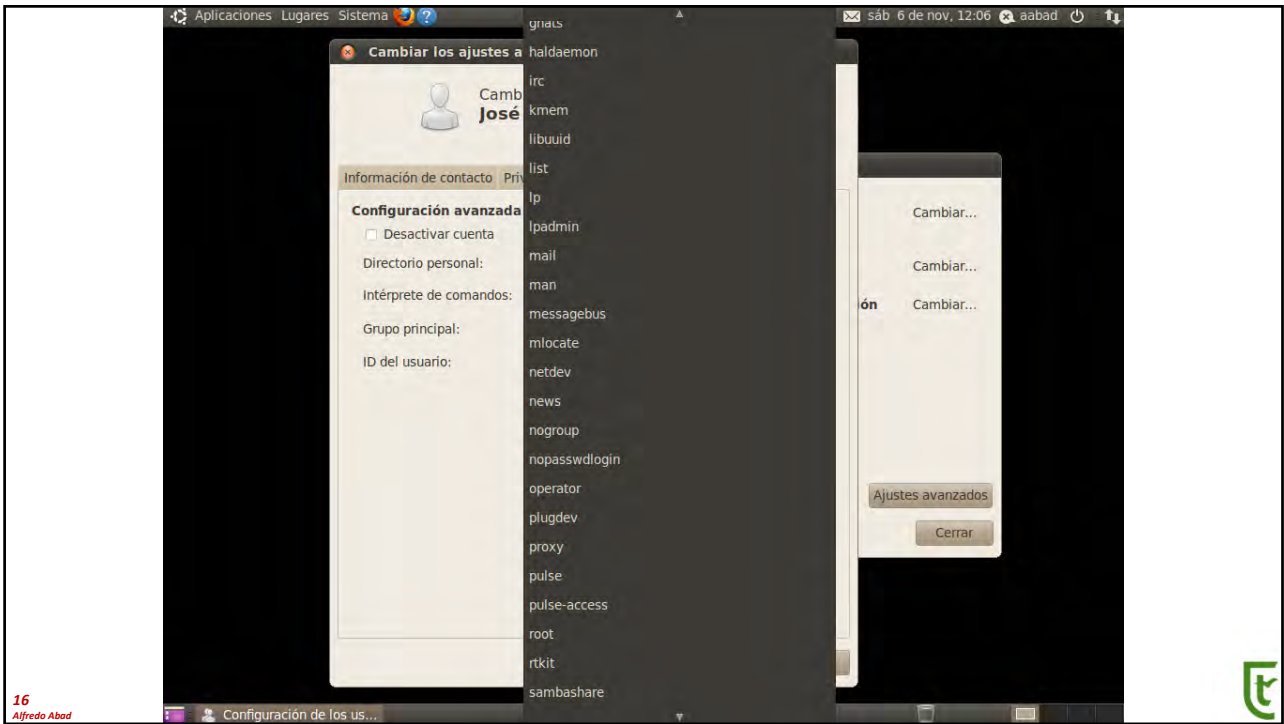 Aplicaciones Lugares Sistema
sáb 6 de nov, 12:06 aabad
Cambiar los ajustes a
Camb
José
Información de contacto Priv
Configuración avanzada
Desactivar cuenta
Directorio personal:
Intérprete de comandos:
Grupo principal:
ID del usuario:
gnats
haldaemon
irc
kmem
libuuid
list
lp
lpadmin
mail
man
messagebus
mlocate
netdev
news
nogroup
nopasswdlogin
operator
plugdev
proxy
pulse
pulse-access
root
rtkit
sambashare
Cambiar...
Cambiar...
ón Cambiar...
Ajustes avanzados
Cerrar
Configuración de los us...
16
Alfredo Abad